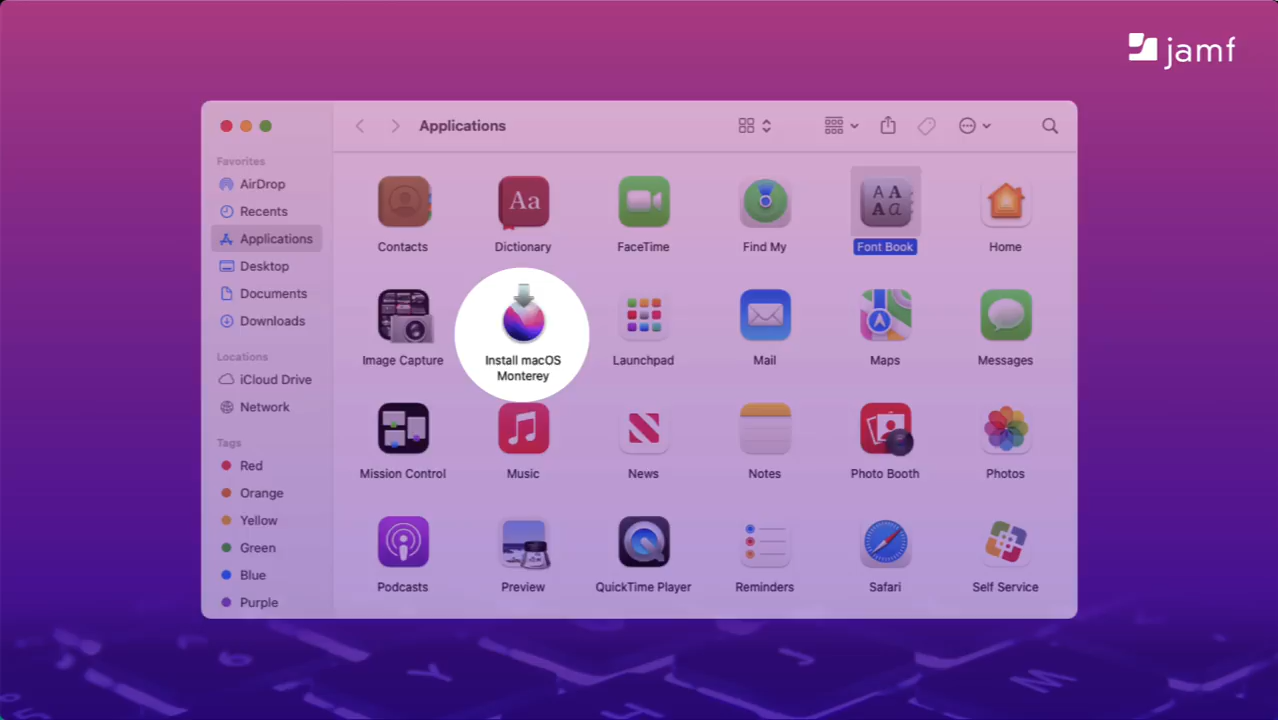 jamf
Applications
Favorites
AirDrop
Recents
Applications
Desktop
Documents
Downloads
Locations
iCloud Drive
Network
Tags
Red
Orange
Yellow
Green
Blue
Purple
Contacts
Aa
Dictionary
FaceTime
Find My
A A
A a
Font Book
Home
Image Capture
Install macOS
Monterey
Launchpad
Mail
Maps
Messages
Mission Control
Music
News
Notes
Photo Booth
Photos
Podcasts
Preview
QuickTime Player
Reminders
Safari
Self Service
Y
M